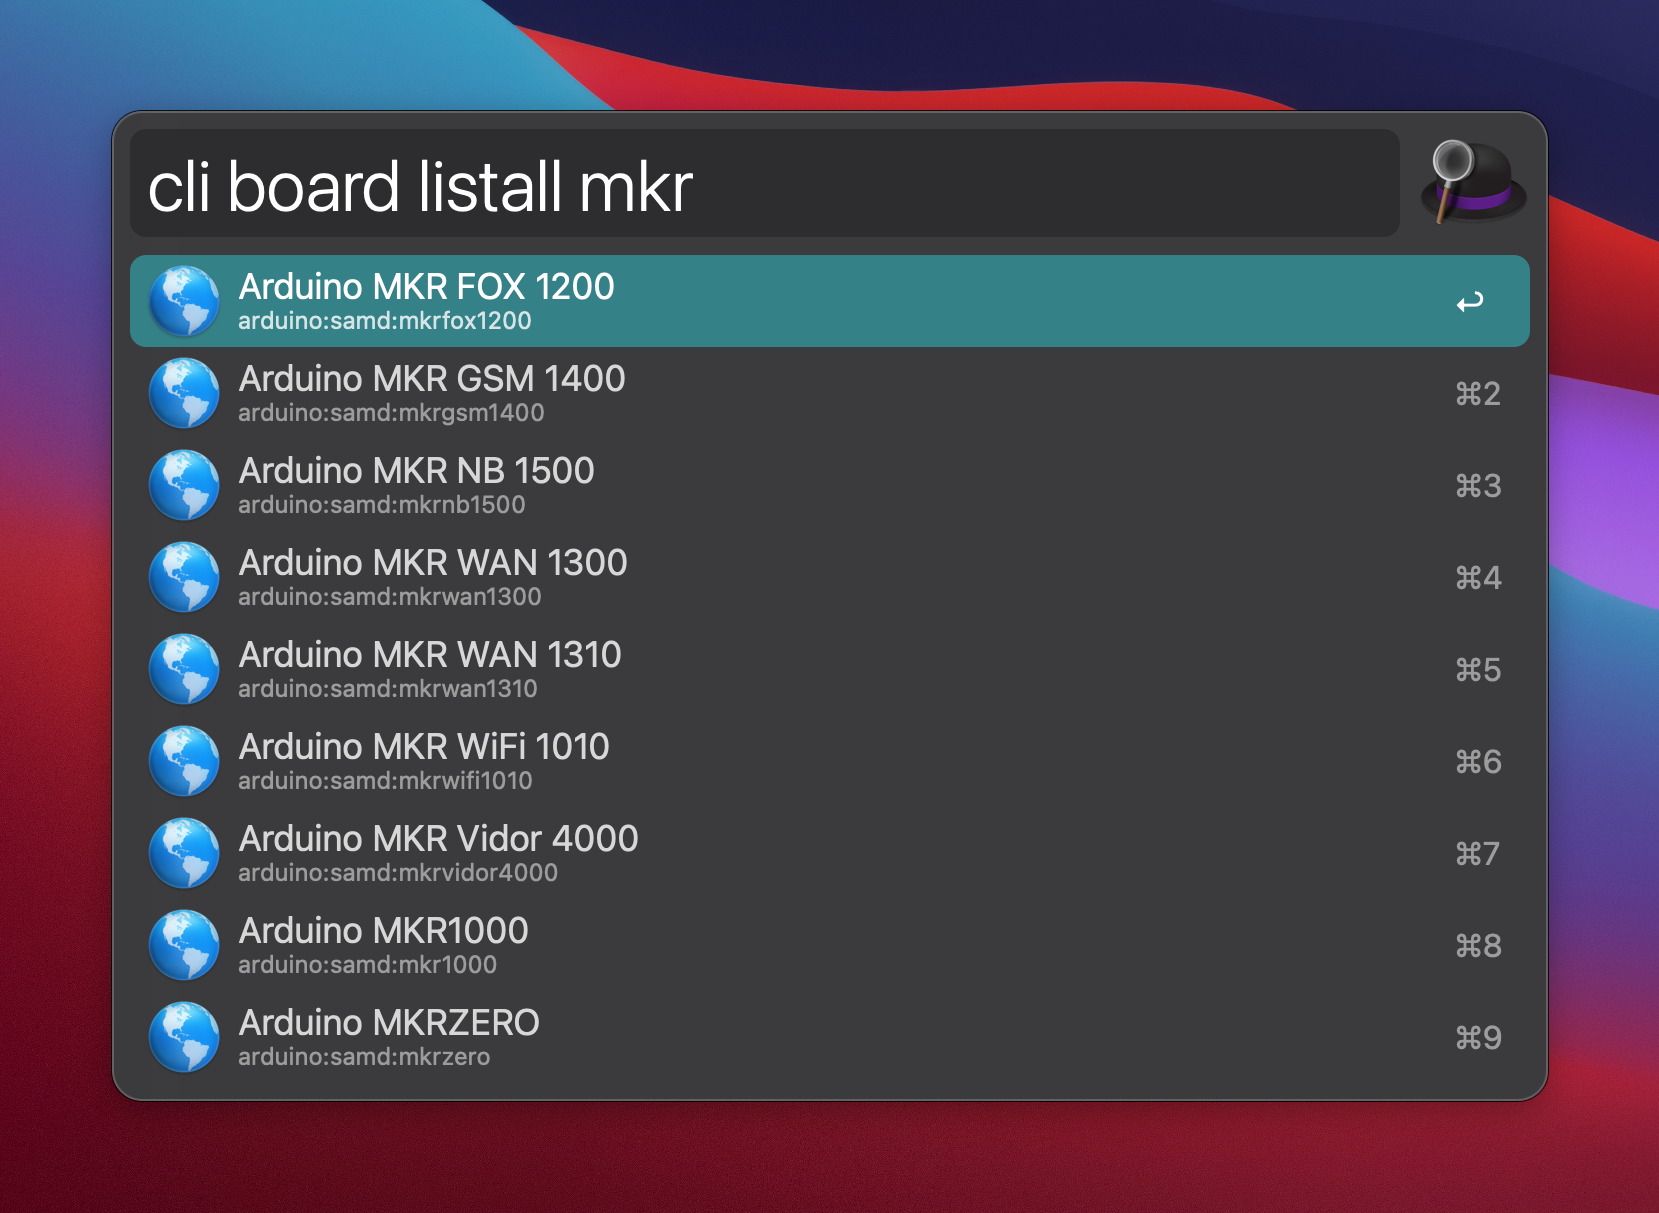 cli board listall mkr
Arduino MKR FOX 1200
arduino:samd:mkrfox1200
Arduino MKR GSM 1400
arduino:samd:mkrgsm1400
⌘2
Arduino MKR NB 1500
arduino:samd:mkrnb1500
⌘3
Arduino MKR WAN 1300
arduino:samd:mkrwan1300
⌘4
Arduino MKR WAN 1310
arduino:samd:mkrwan1310
⌘5
Arduino MKR WiFi 1010
arduino:samd:mkrwifi1010
⌘6
Arduino MKR Vidor 4000
arduino:samd:mkrvidor4000
⌘7
Arduino MKR1000
arduino:samd:mkr1000
⌘8
Arduino MKRZERO
arduino:samd:mkrzero
⌘9